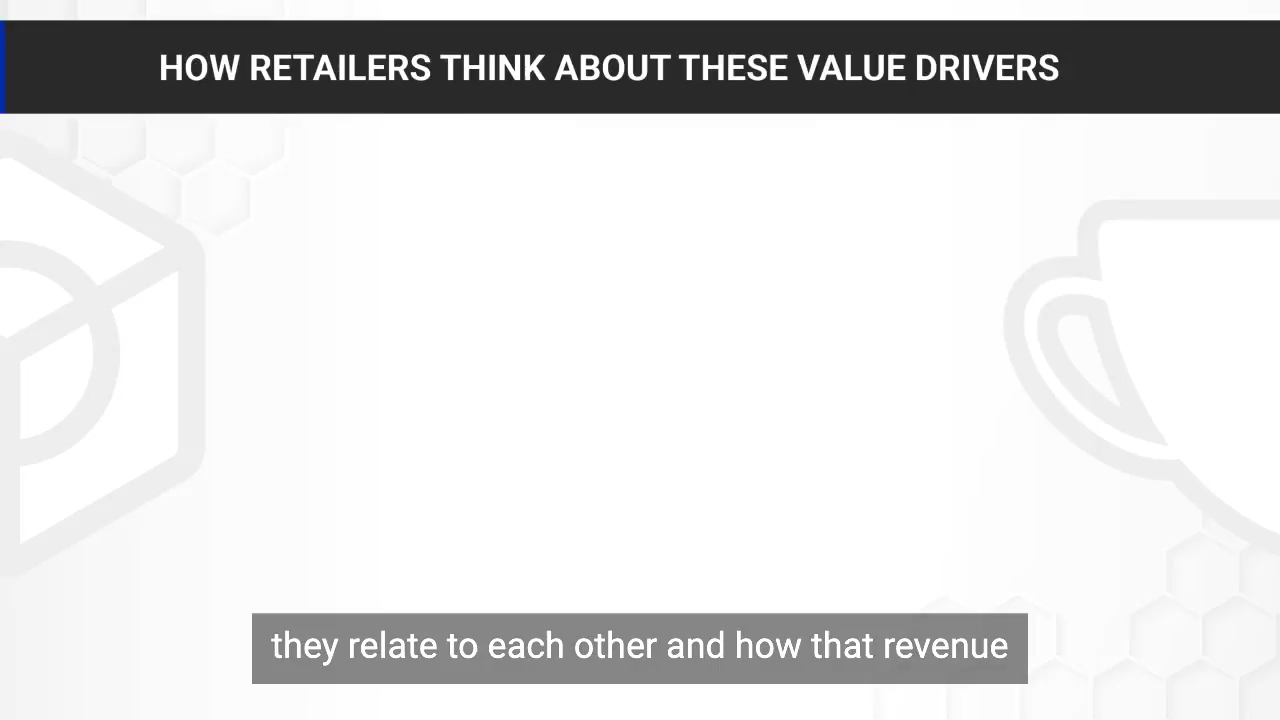 HOW RETAILERS THINK ABOUT THESE VALUE DRIVERS
they relate to each other and how that revenue